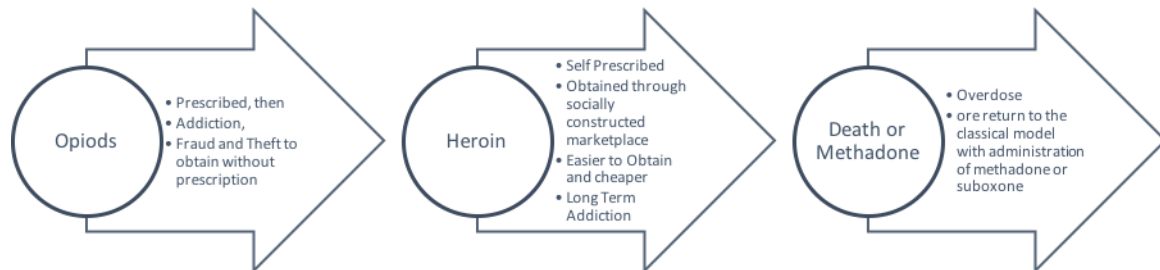 Opiods
• Prescribed, then
• Addiction,
• Fraud and Theft to
obtain without
prescription
Heroin
• Self Prescribed
• Obtained through
socially
constructed
marketplace
• Easier to Obtain
and cheaper
• Long Term
Addiction
Death or
Methadone
• Overdose
• ore return to the
classical model
with administration
of methadone or
suboxone